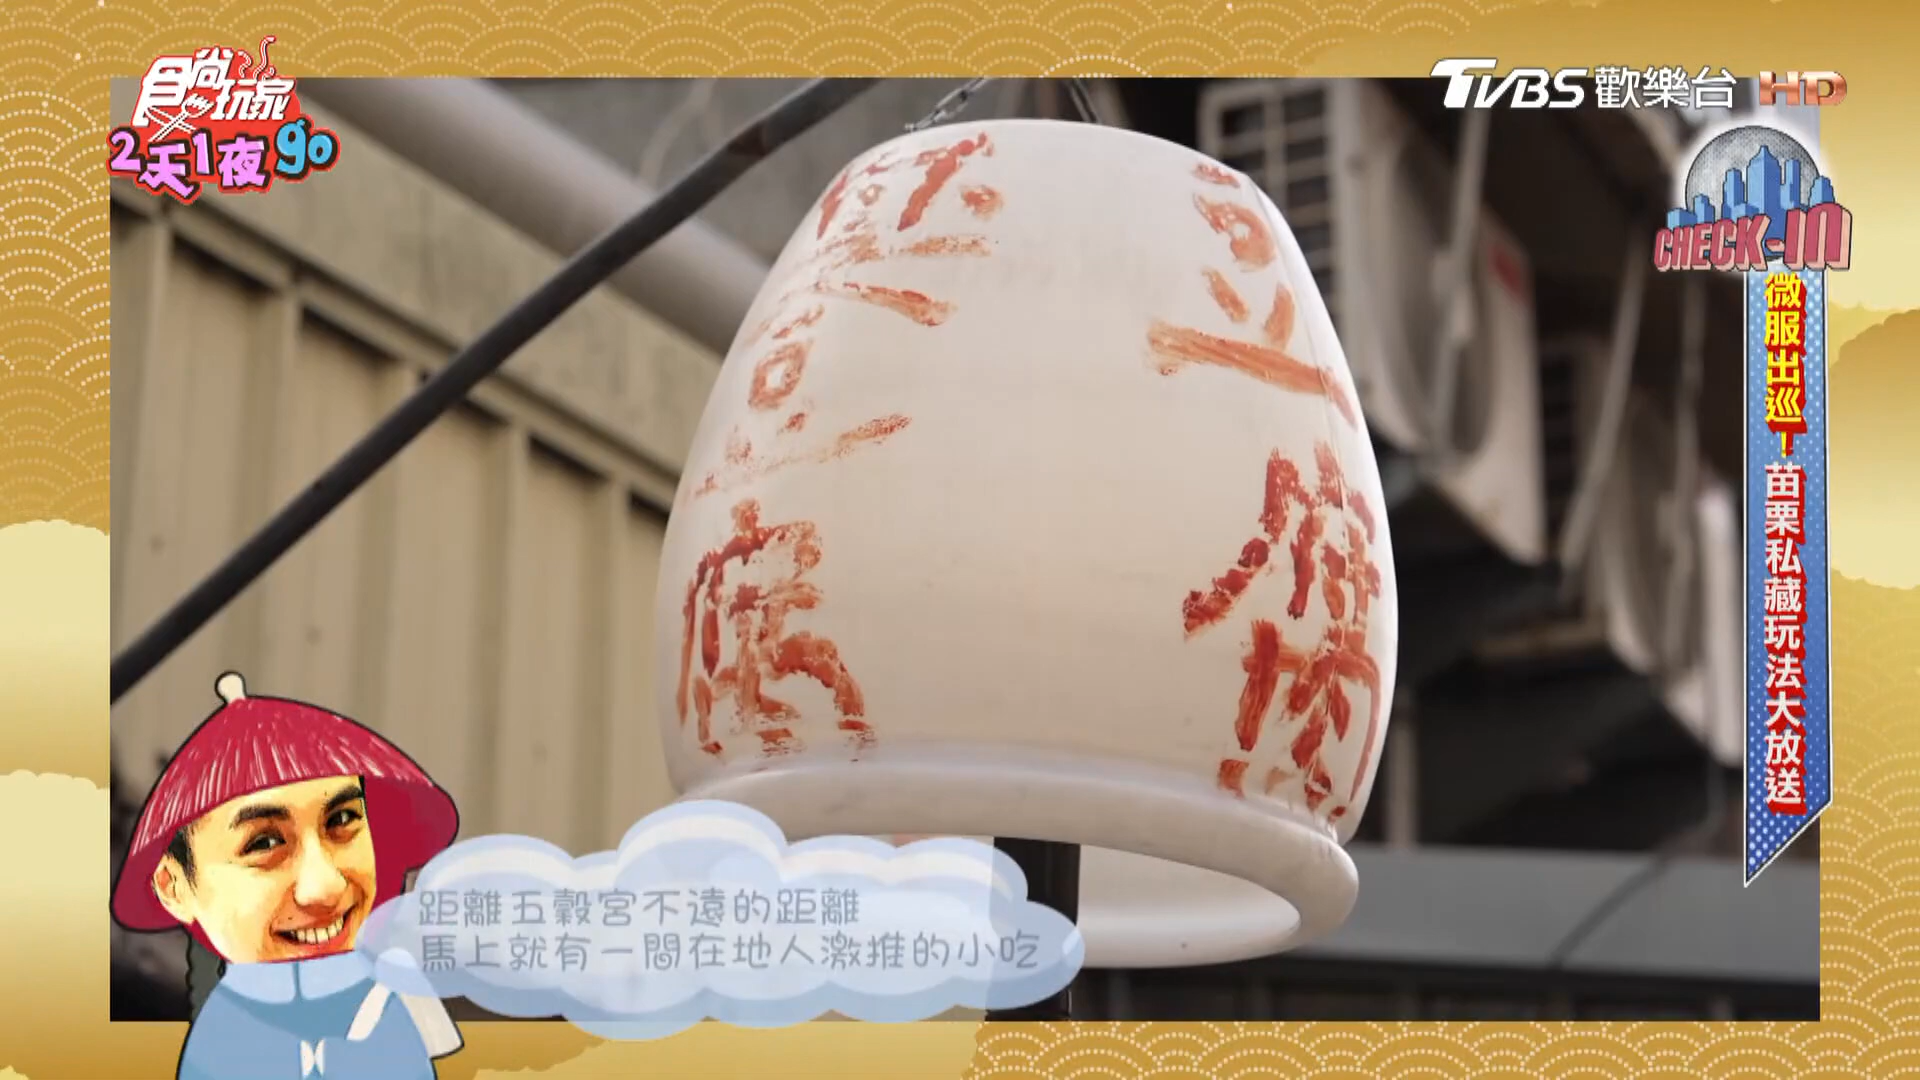 食尚玩家
2天1夜go
TVBS歡樂台 HD
CHECK-IN
微服出巡!苗栗私藏玩法大放送
距離五穀宮不遠的距離
馬上就有一間在地人激推的小吃